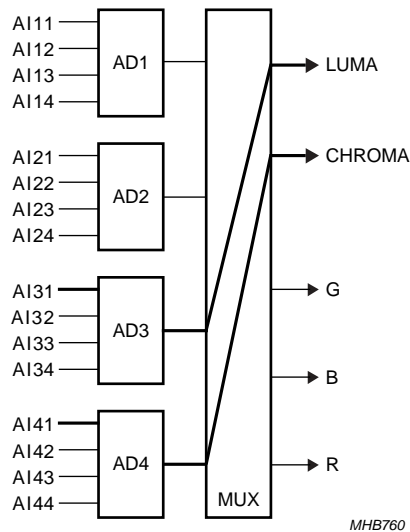 AI11
AI12
AI13
AI14
AD1
AI21
AI22
AI23
AI24
AD2
AI31
AI32
AI33
AI34
AD3
AI41
AI42
AI43
AI44
AD4
MUX
LUMA
CHROMA
G
B
R
MHB760